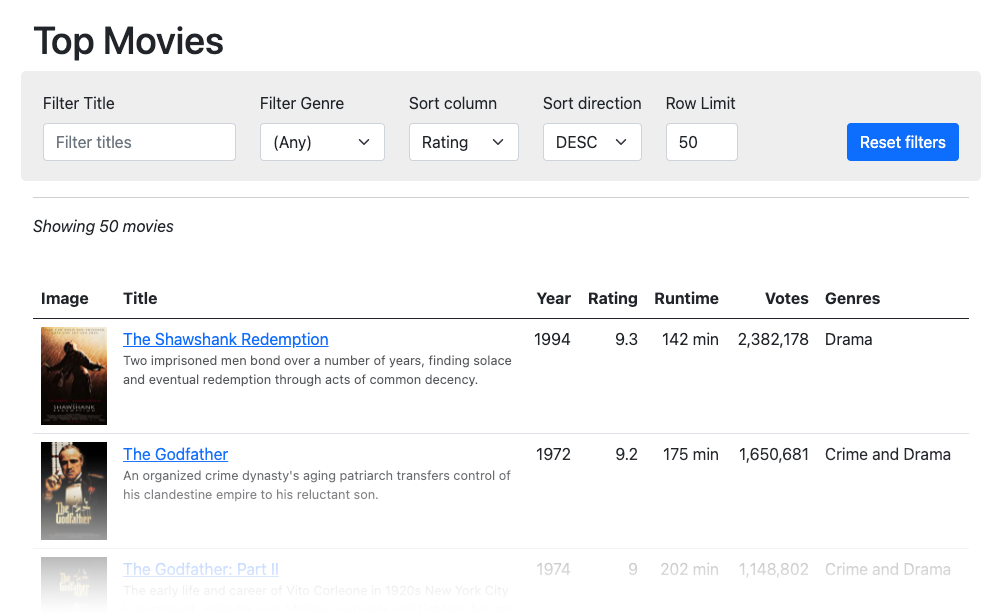 Top Movies
Filter Title
Filter Genre
Sort column
Sort direction
Row Limit
Filter titles
(Any)
Rating
DESC
50
Reset filters
Showing 50 movies
Image Title Year Rating Runtime Votes Genres
The Shawshank Redemption 1994 9.3 142 min 2,382,178 Drama
Two imprisoned men bond over a number of years, finding solace
and eventual redemption through acts of common decency.
SHAWSHANK
REDEMPTION
The Godfather 1972 9.2 175 min 1,650,681 Crime and Drama
An organized crime dynasty's aging patriarch transfers control of
his clandestine empire to his reluctant son.
The
Godfather
The Godfather: Part II 1974 9 202 min 1,148,802 Crime and Drama
The early life and career of Vito Corleone in 1920s New York City